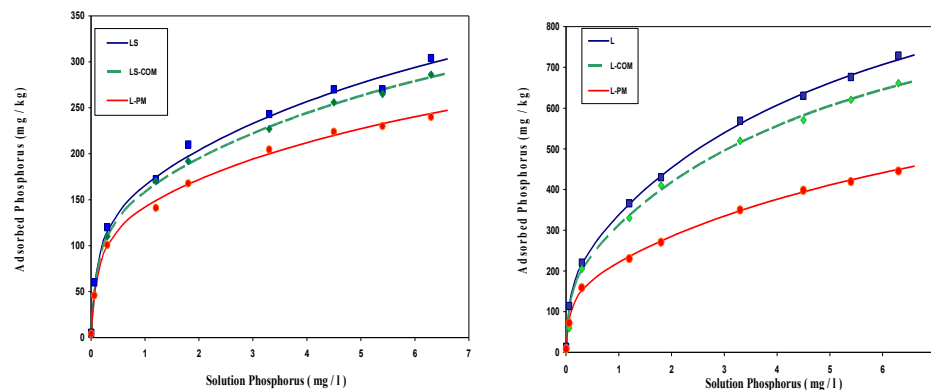 350
300
250
200
150
100
50
0
Adsorbed Phosphorus (mg / kg)
LS
LS-COM
L-PM
0 1 2 3 4 5 6 7
Solution Phosphorus ( mg / l )
800
700
600
500
400
300
200
100
0
Adsorbed Phosphorus ( mg / kg )
L
L-COM
L-PM
0 1 2 3 4 5 6
Solution Phosphorus ( mg / l )